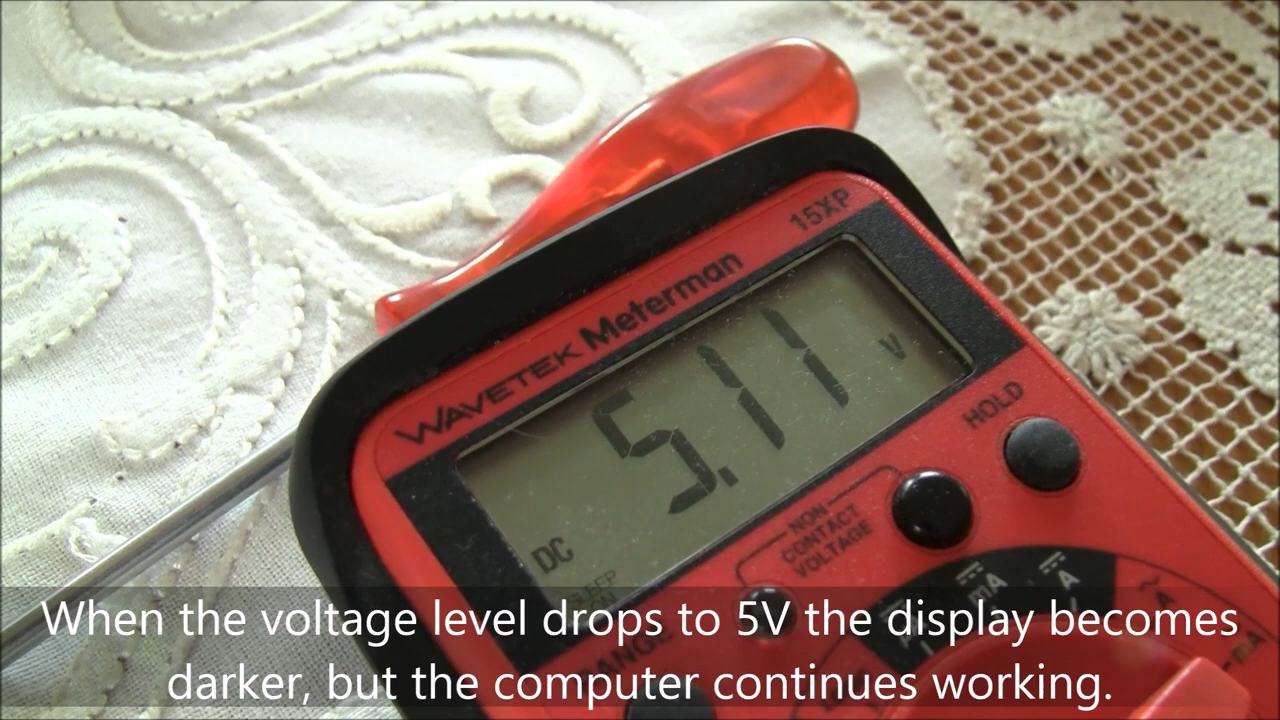 15XP
WAVETEK Meterman
5.11 V
DC
HOLD
NON
CONTACT
VOLTAGE
mA
A
When the voltage level drops to 5V the display becomes
darker, but the computer continues working.